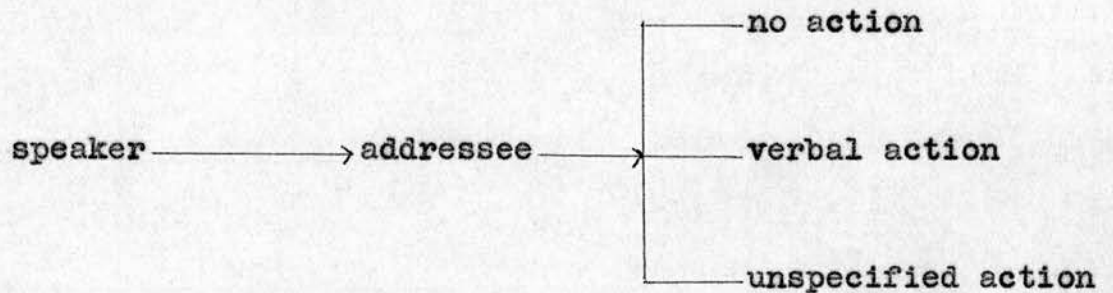 no action
speaker addressee verbal action
unspecified action